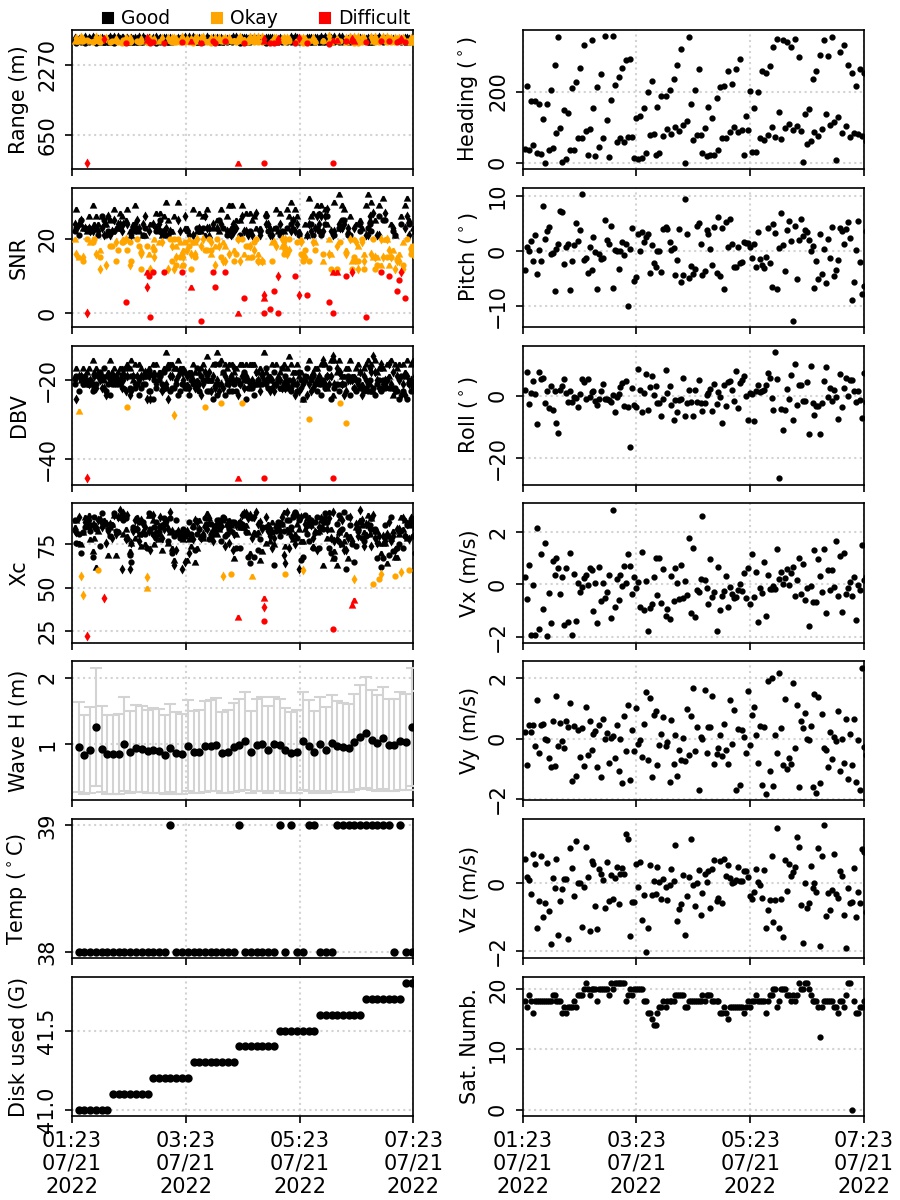 Good Okay Difficult
Range (m)
2270
650
Heading (°)
200
0
SNR
20
0
Pitch (°)
10
0
−10
DBV
−20
−40
Roll (°)
0
−20
Xc
75
50
25
Vx (m/s)
2
0
−2
Wave H (m)
2
1
Vy (m/s)
2
0
−2
Temp (°C)
39
38
Vz (m/s)
0
−2
Disk used (G)
41.5
41.0
Sat. Numb.
20
10
0
01:23 03:23 05:23 07:23
07/21 07/21 07/21 07/21
2022 2022 2022 2022
01:23 03:23 05:23 07:23
07/21 07/21 07/21 07/21
2022 2022 2022 2022